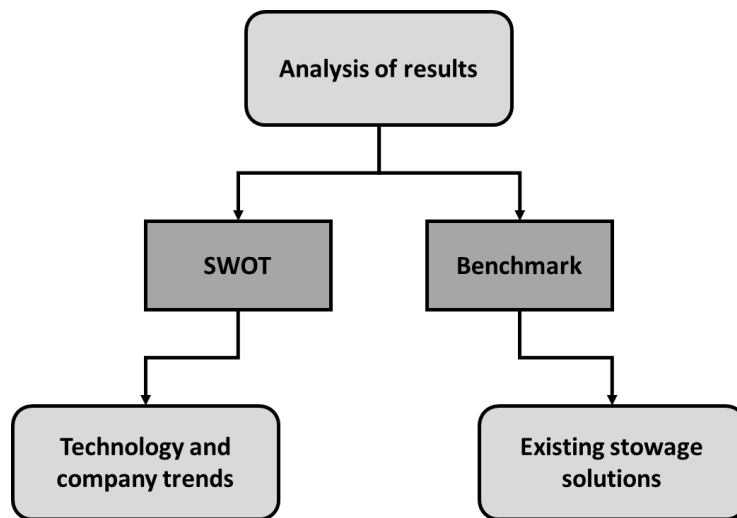 Analysis of results
SWOT
Benchmark
Technology and
company trends
Existing stowage
solutions